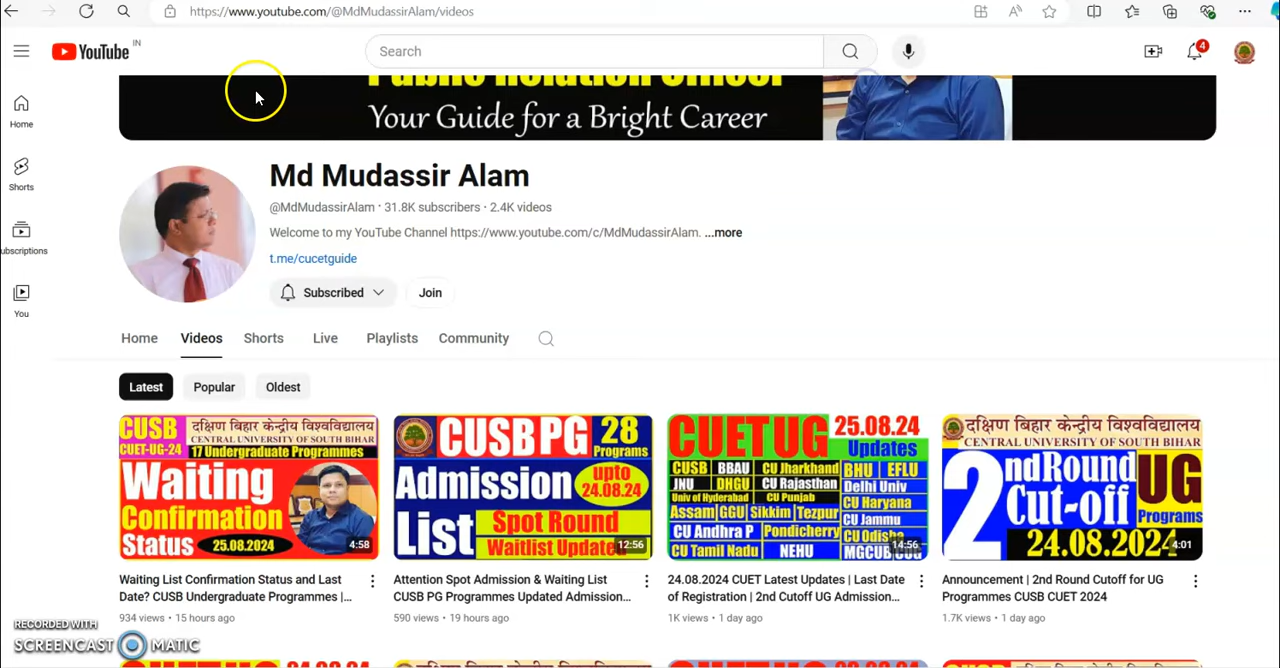 https://www.youtube.com/@MdMudassirAlam/videos
YouTube IN
Search
4
Public Relation Officer
Your Guide for a Bright Career
Home
Shorts
ubscriptions
You
Md Mudassir Alam
@MdMudassirAlam · 31.8K subscribers · 2.4K videos
Welcome to my YouTube Channel https://www.youtube.com/c/MdMudassirAlam. ...more
t.me/cucetguide
Subscribed
Join
Home Videos Shorts Live Playlists Community
Latest Popular Oldest
CUSB
CUET-UG-24
दक्षिण बिहार केन्द्रीय विश्वविद्यालय
CENTRAL UNIVERSITY OF SOUTH BIHAR
17 Undergraduate Programmes
Waiting
Confirmation
Status 25.08.2024
4:58
Waiting List Confirmation Status and Last
Date? CUSB Undergraduate Programmes |...
934 views • 15 hours ago
CUSB PG 28
Programs
Admission upto
24.08.24
List Spot Round
Waitlist Update
12:56
Attention Spot Admission & Waiting List
CUSB PG Programmes Updated Admission...
590 views • 19 hours ago
CUET UG 25.08.24
Updates
CUSB BBAU CU Jharkhand BHU EFLU
JNU DHGU CU Rajasthan Delhi Univ
Univ of Hyderabad CU Punjab CU Haryana
Assam GGU Sikkim Tezpur CU Jammu
CU Andhra P Pondicherry CU Odisha
CU Tamil Nadu NEHU MGCUB CUG
14:56
24.08.2024 CUET Latest Updates | Last Date
of Registration | 2nd Cutoff UG Admission...
1K views • 1 day ago
दक्षिण बिहार केन्द्रीय विश्वविद्यालय
CENTRAL UNIVERSITY OF SOUTH BIHAR
2nd Round
Cut-off
UG
Programs
24.08.2024
4:01
Announcement | 2nd Round Cutoff for UG
Programmes CUSB CUET 2024
1.7K views • 1 day ago
RECORDED WITH
SCREENCAST MATIC